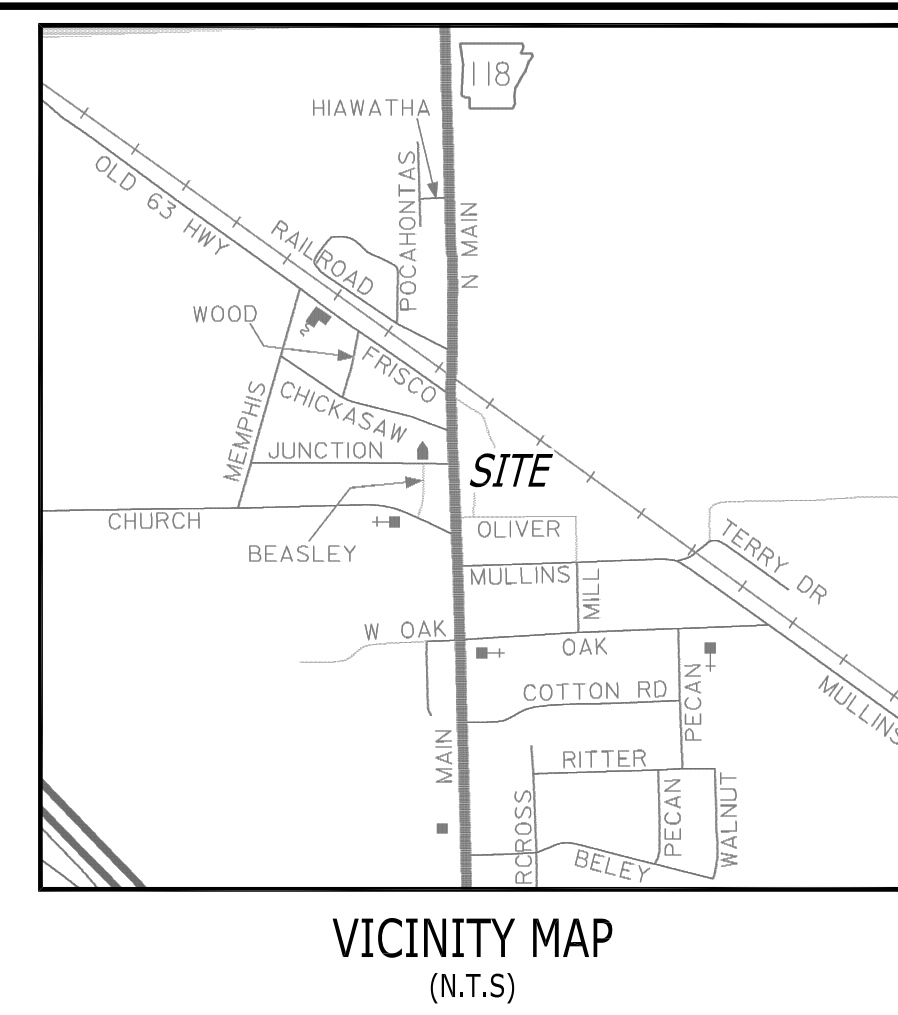 118
HIAWATHA
OLD 63 HWY
POCAHONTAS
N MAIN
RAILROAD
WOOD
FRISCO
CHICKASAW
MEMPHIS
JUNCTION
SITE
CHURCH
OLIVER
BEASLEY
TERRY DR
MULLINS
MILL
W OAK
OAK
COTTON RD
PECAN
MULLINS
MAIN
RITTER
RCROSS
PECAN
WALNUT
BELEY
VICINITY MAP
(N.T.S)